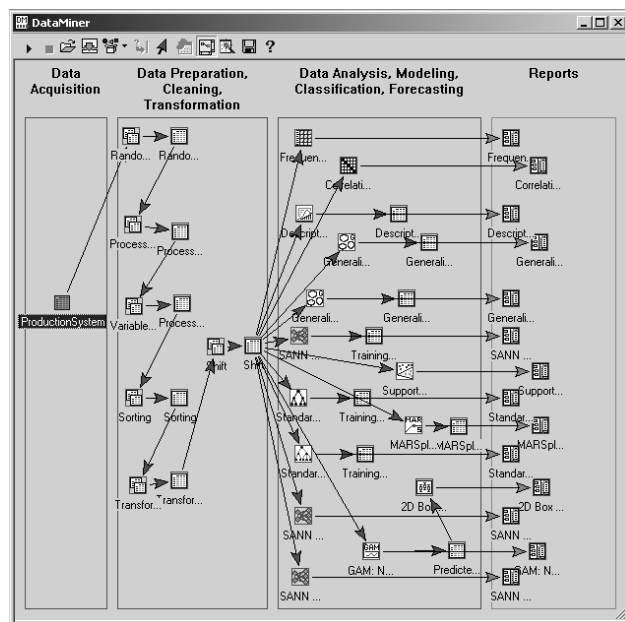 DataMiner
Data Acquisition
Data Preparation, Cleaning, Transformation
Data Analysis, Modeling, Classification, Forecasting
Reports
Rando...
Rando...
Process...
Process...
ProductionSystem
Variable...
Process...
Shift
Shift
Sorting
Sorting
Transfor...
Transfor...
Frequen...
Frequen...
Correlati...
Correlati...
Descript...
Descript...
Generali...
Generali...
Generali...
Generali...
Generali...
Generali...
SANN ...
Training...
SANN ...
Support...
Support...
Standar...
Training...
Standar...
MAR
MARSpl...
MARSpl...
MARSpl...
Standar...
Training...
Standar...
2D Box...
2D Box ...
SANN ...
SANN ...
GAM
GAM: N...
Predicte...
GAM: N...
SANN ...
SANN ...